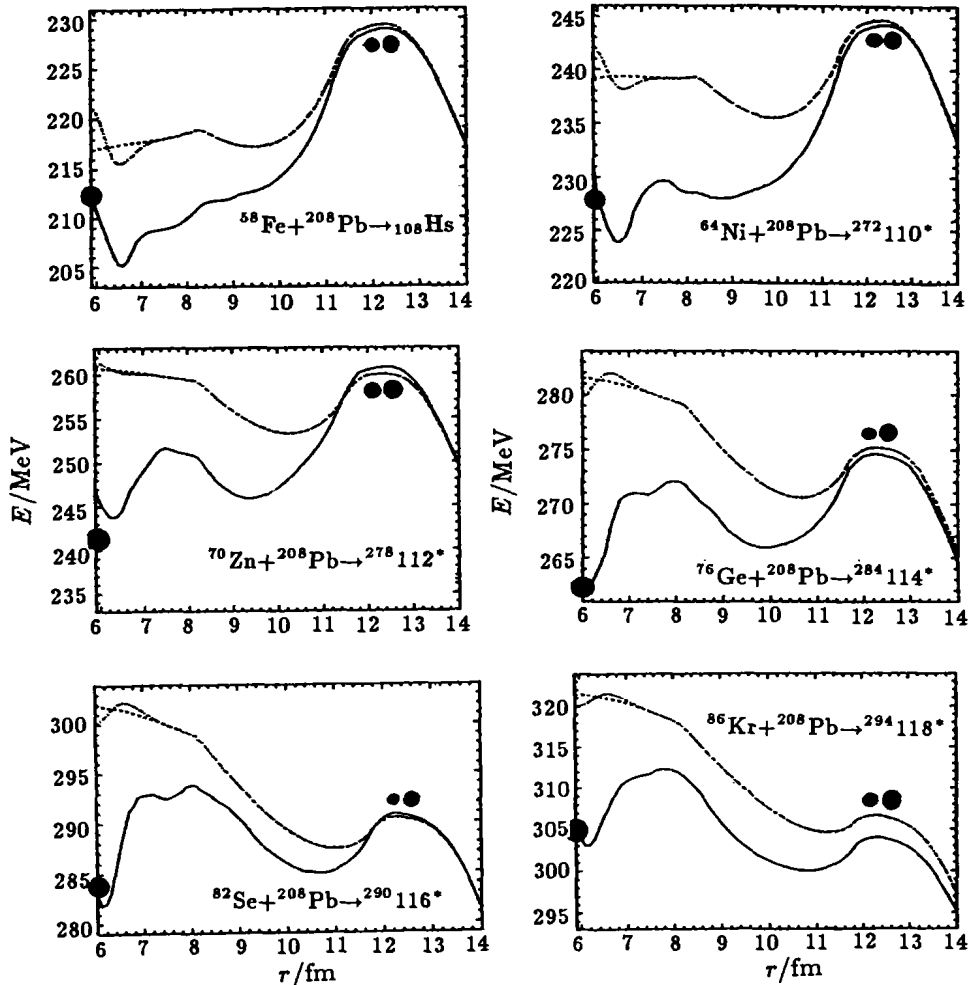 230
225
220
215
210
205
⁵⁸Fe+²⁰⁸Pb→₁₀₈Hs
6 7 8 9 10 11 12 13 14
245
240
235
230
225
220
⁶⁴Ni+²⁰⁸Pb→²⁷²110*
6 7 8 9 10 11 12 13 14
E/MeV
260
255
250
245
240
235
⁷⁰Zn+²⁰⁸Pb→²⁷⁸112*
6 7 8 9 10 11 12 13 14
E/MeV
280
275
270
265
⁷⁶Ge+²⁰⁸Pb→²⁸⁴114*
6 7 8 9 10 11 12 13 14
300
295
290
285
280
⁸²Se+²⁰⁸Pb→²⁹⁰116*
6 7 8 9 10 11 12 13 14
r/fm
320
315
310
305
300
295
⁸⁶Kr+²⁰⁸Pb→²⁹⁴118*
6 7 8 9 10 11 12 13 14
r/fm